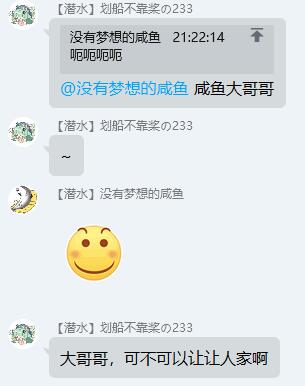 【潜水】划船不靠桨の233
没有梦想的咸鱼 21:22:14
呃呃呃呃
@没有梦想的咸鱼 咸鱼大哥哥
【潜水】划船不靠桨の233
~
【潜水】没有梦想的咸鱼
【潜水】划船不靠桨の233
大哥哥，可不可以让让人家啊